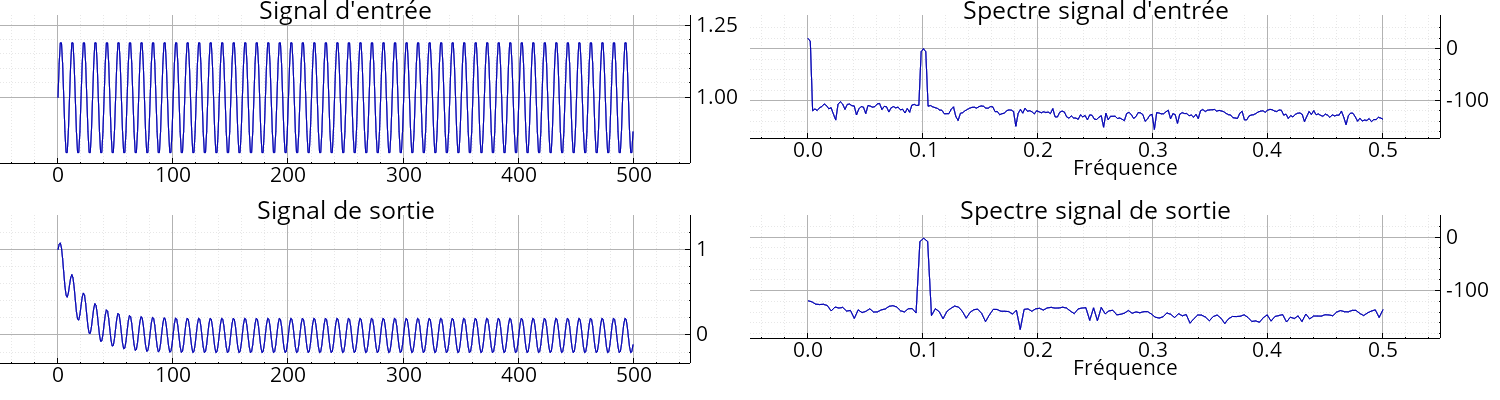 Signal d'entrée
1.25
1.00
0 100 200 300 400 500
Spectre signal d'entrée
0
-100
0.0 0.1 0.2 0.3 0.4 0.5
Fréquence
Signal de sortie
1
0
0 100 200 300 400 500
Spectre signal de sortie
0
-100
0.0 0.1 0.2 0.3 0.4 0.5
Fréquence